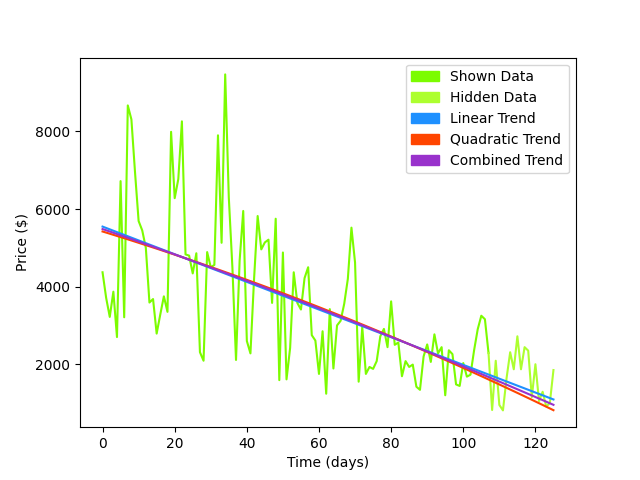 Shown Data
Hidden Data
Linear Trend
Quadratic Trend
Combined Trend
8000
6000
4000
2000
Price ($)
0 20 40 60 80 100 120
Time (days)